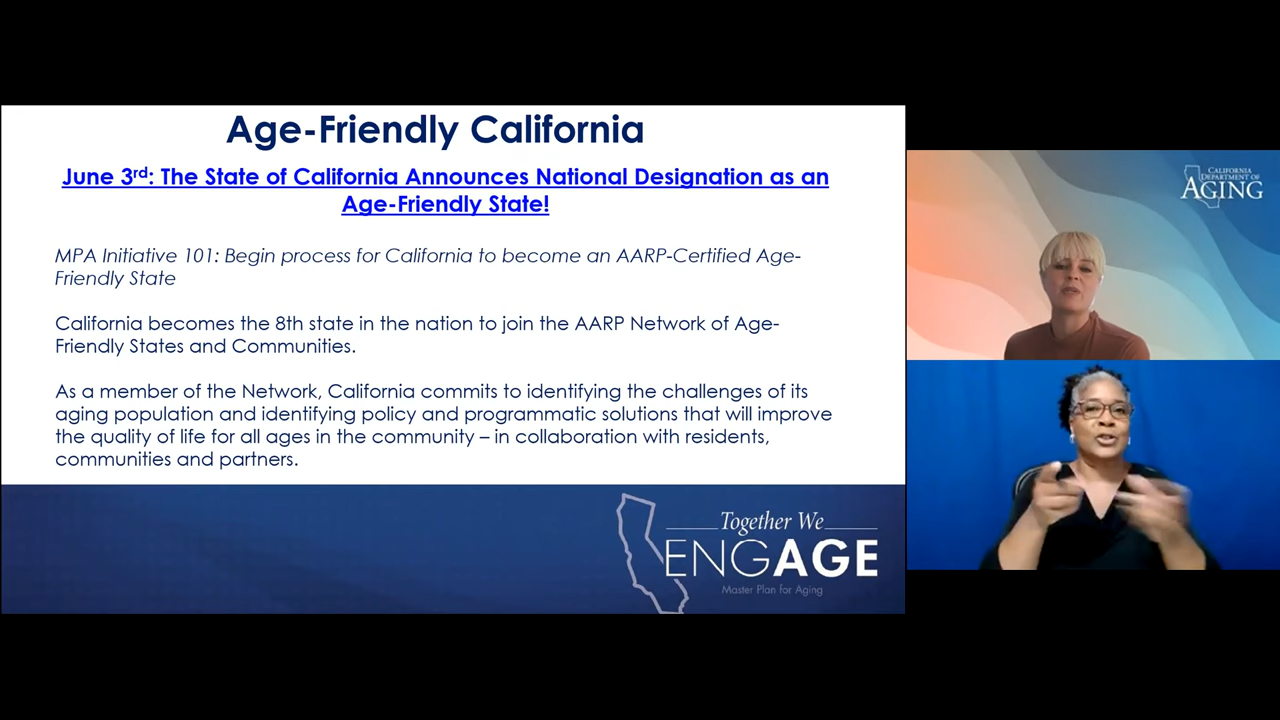 Age-Friendly California
June 3rd: The State of California Announces National Designation as an
Age-Friendly State!
MPA Initiative 101: Begin process for California to become an AARP-Certified Age-
Friendly State
California becomes the 8th state in the nation to join the AARP Network of Age-
Friendly States and Communities.
As a member of the Network, California commits to identifying the challenges of its
aging population and identifying policy and programmatic solutions that will improve
the quality of life for all ages in the community – in collaboration with residents,
communities and partners.
Together We
ENGAGE
Master Plan for Aging
CALIFORNIA
DEPARTMENT OF
AGING